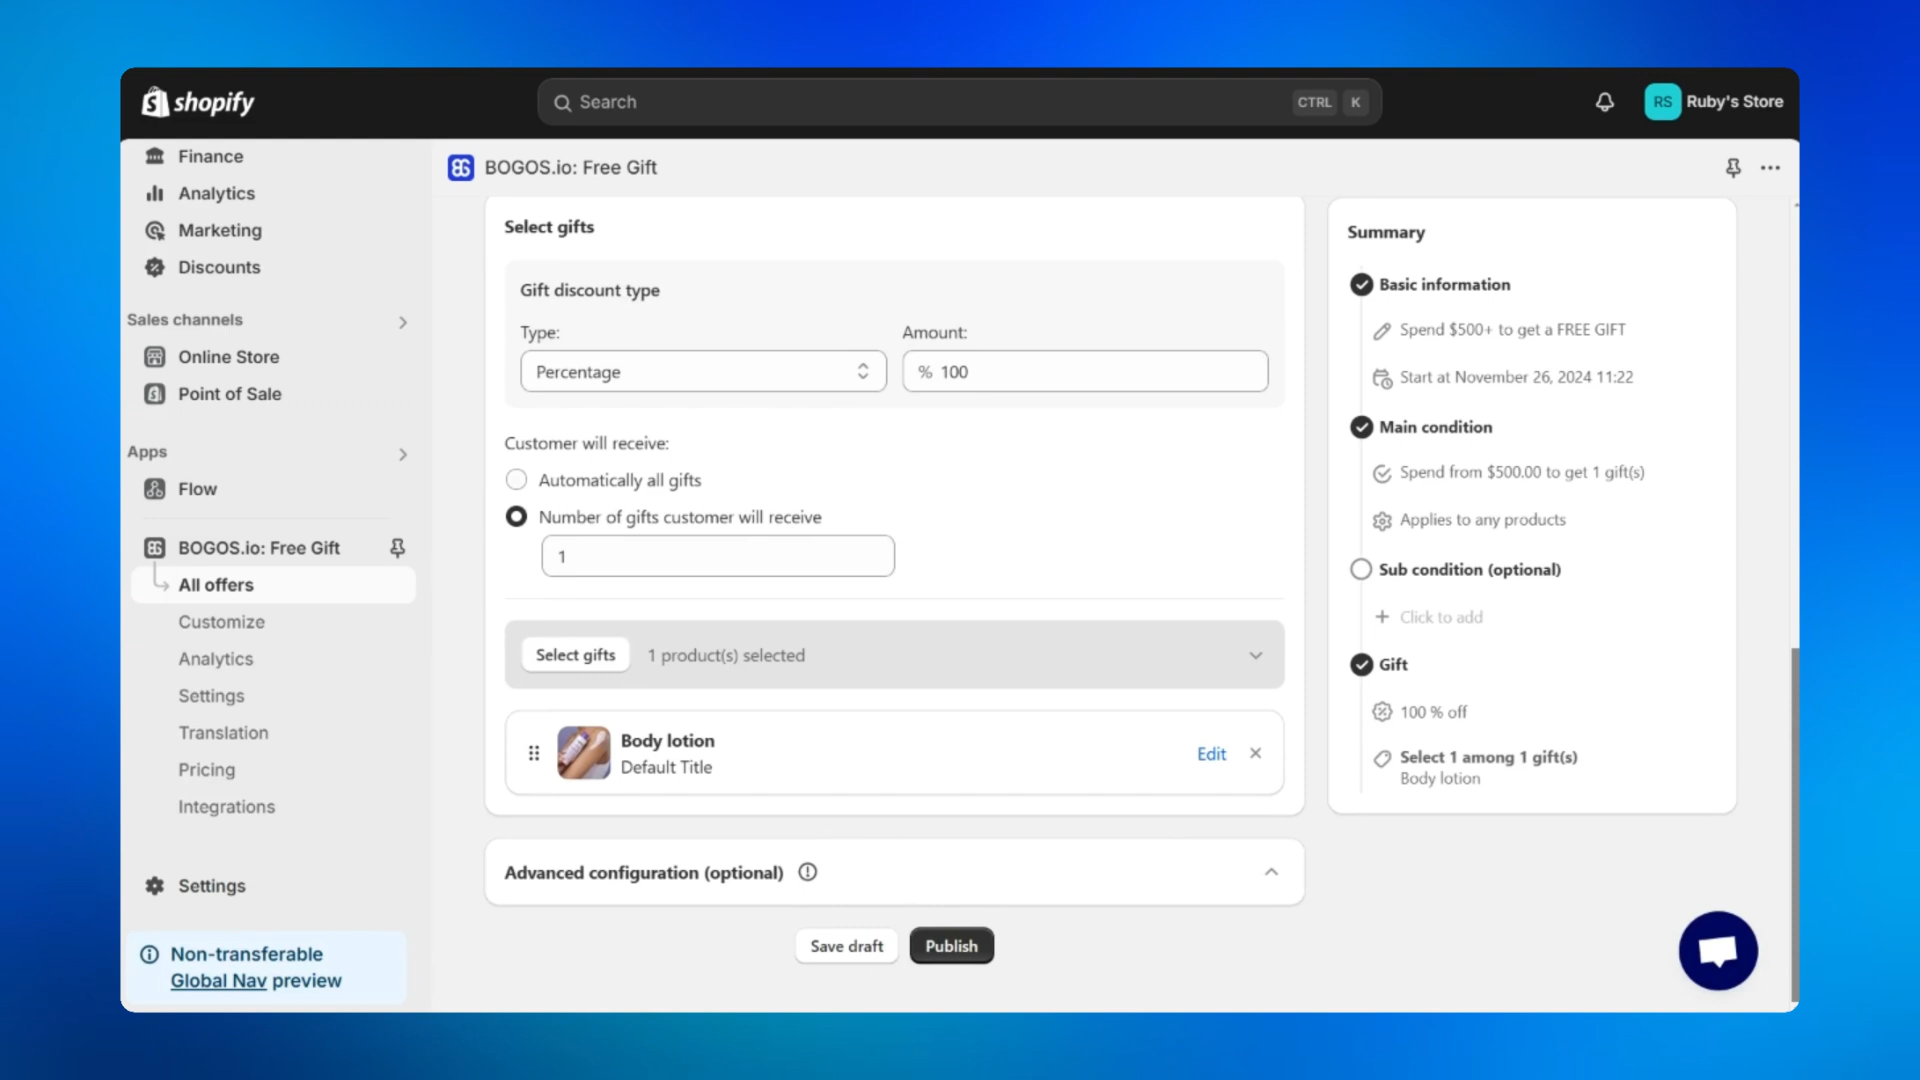 shopify
Search
CTRL K
RS Ruby's Store
Finance
Analytics
Marketing
Discounts
Sales channels
Online Store
Point of Sale
Apps
Flow
BOGOS.io: Free Gift
All offers
Customize
Analytics
Settings
Translation
Pricing
Integrations
Settings
Non-transferable
Global Nav preview
BOGOS.io: Free Gift
Select gifts
Gift discount type
Type: Amount:
Percentage % 100
Customer will receive:
Automatically all gifts
Number of gifts customer will receive
1
Select gifts 1 product(s) selected
Body lotion
Default Title
Edit
Advanced configuration (optional)
Save draft Publish
Summary
Basic information
Spend $500+ to get a FREE GIFT
Start at November 26, 2024 11:22
Main condition
Spend from $500.00 to get 1 gift(s)
Applies to any products
Sub condition (optional)
+ Click to add
Gift
100 % off
Select 1 among 1 gift(s)
Body lotion